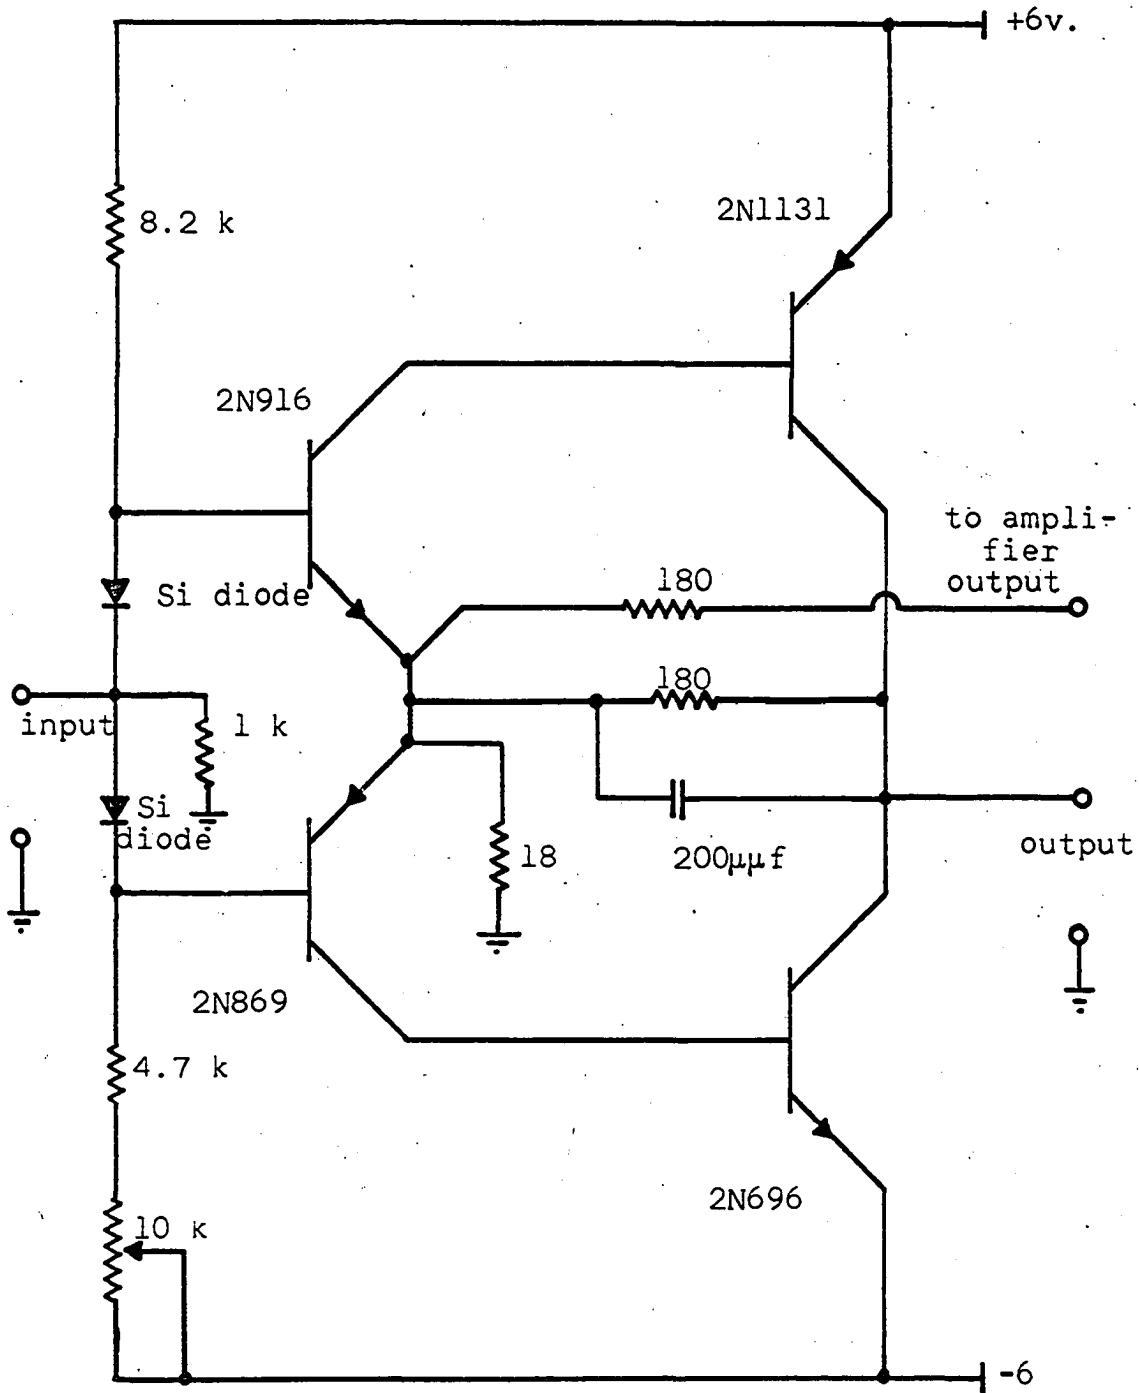 +6v.
8.2 k
2N1131
2N916
to ampli-
fier
output
Si diode
180
180
input
1 k
Si
diode
18
200μμf
output
2N869
4.7 k
2N696
10 k
-6